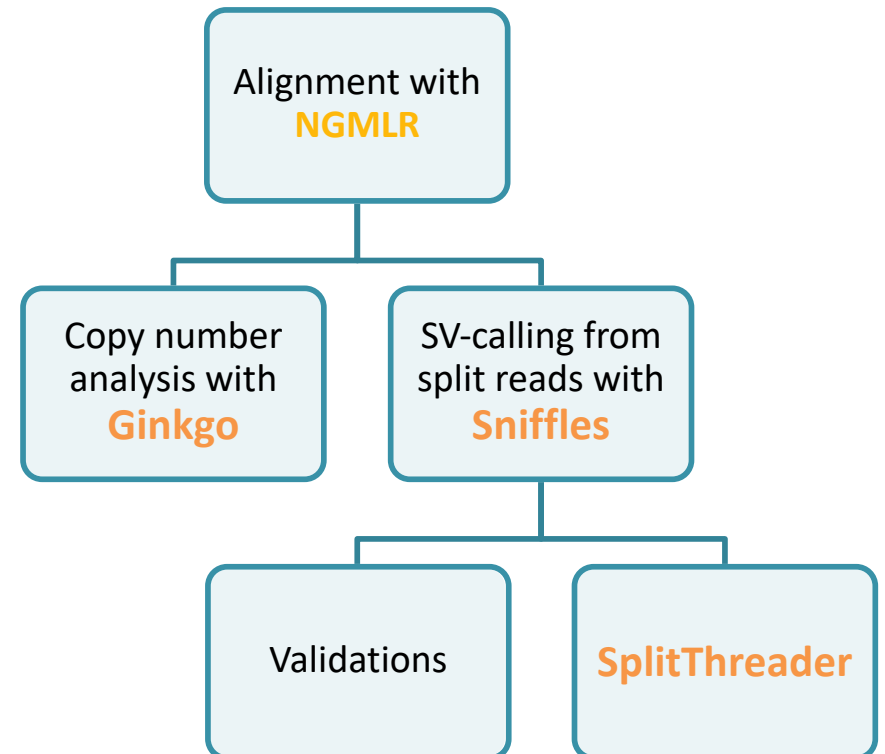 Alignment with
NGMLR
Copy number
analysis with
Ginkgo
SV-calling from
split reads with
Sniffles
Validations
SplitThreader